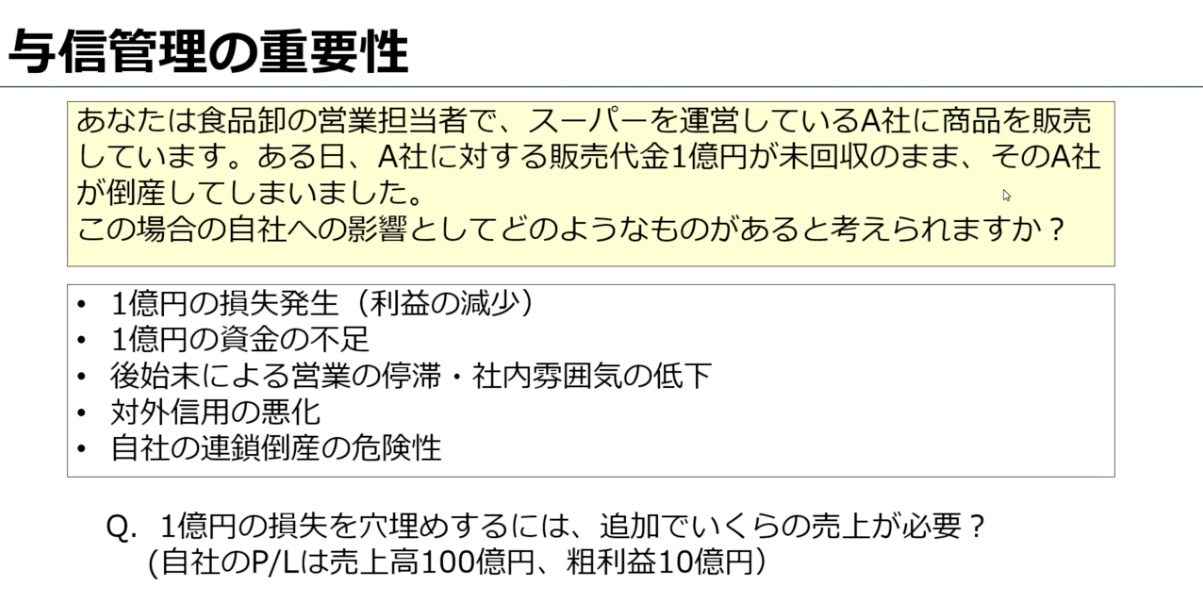 与信管理の重要性
あなたは食品卸の営業担当者で、スーパーを運営しているA社に商品を販売
しています。ある日、A社に対する販売代金1億円が未回収のまま、そのA社
が倒産してしまいました。
この場合の自社への影響としてどのようなものがあると考えられますか？
• 1億円の損失発生（利益の減少）
• 1億円の資金の不足
• 後始末による営業の停滞・社内雰囲気の低下
• 対外信用の悪化
• 自社の連鎖倒産の危険性
Q. 1億円の損失を穴埋めするには、追加でいくらの売上が必要？
(自社のP/Lは売上高100億円、粗利益10億円）